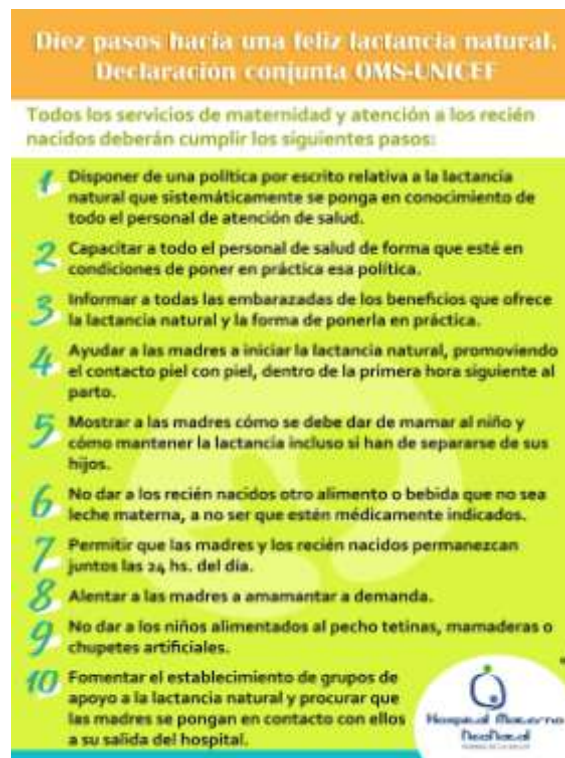 Diez pasos hacia una feliz lactancia natural.
Declaración conjunta OMS-UNICEF
Todos los servicios de maternidad y atención a los recién
nacidos deberán cumplir los siguientes pasos:
1 Disponer de una política por escrito relativa a la lactancia
natural que sistemáticamente se ponga en conocimiento de
todo el personal de atención de salud.
2 Capacitar a todo el personal de salud de forma que esté en
condiciones de poner en práctica esa política.
3 Informar a todas las embarazadas de los beneficios que ofrece
la lactancia natural y la forma de ponerla en práctica.
4 Ayudar a las madres a iniciar la lactancia natural, promoviendo
el contacto piel con piel, dentro de la primera hora siguiente al
parto.
5 Mostrar a las madres cómo se debe dar de mamar al niño y
cómo mantener la lactancia incluso si han de separarse de sus
hijos.
6 No dar a los recién nacidos otro alimento o bebida que no sea
leche materna, a no ser que estén médicamente indicados.
7 Permitir que las madres y los recién nacidos permanezcan
juntos las 24 hs. del día.
8 Alentar a las madres a amamantar a demanda.
9 No dar a los niños alimentados al pecho tetinas, mamaderas o
chupetes artificiales.
10 Fomentar el establecimiento de grupos de
apoyo a la lactancia natural y procurar que
las madres se pongan en contacto con ellos
a su salida del hospital.
Hospital Materno
NeoNatal